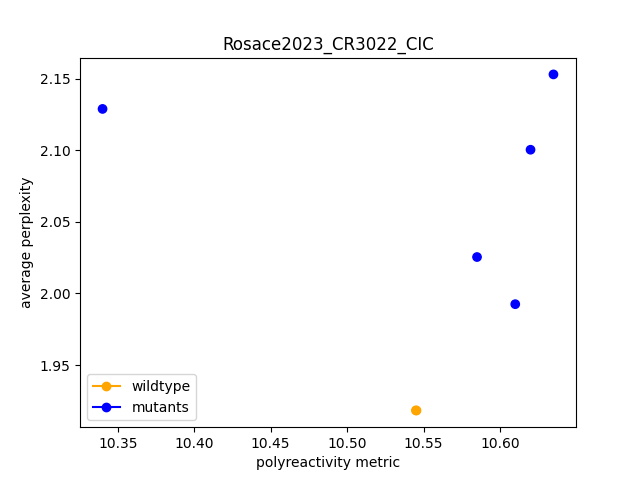 Rosace2023_CR3022_CIC
average perplexity
2.15
2.10
2.05
2.00
1.95
wildtype
mutants
10.35
10.40
10.45
10.50
10.55
10.60
polyreactivity metric